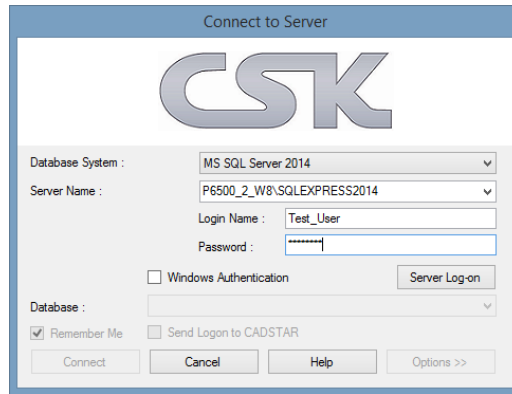 Connect to Server
CSK
Database System : MS SQL Server 2014
Server Name : P6500_2_W8\SQLEXPRESS2014
Login Name : Test_User
Password : ********
Windows Authentication Server Log-on
Database :
Remember Me Send Logon to CADSTAR
Connect Cancel Help Options >>